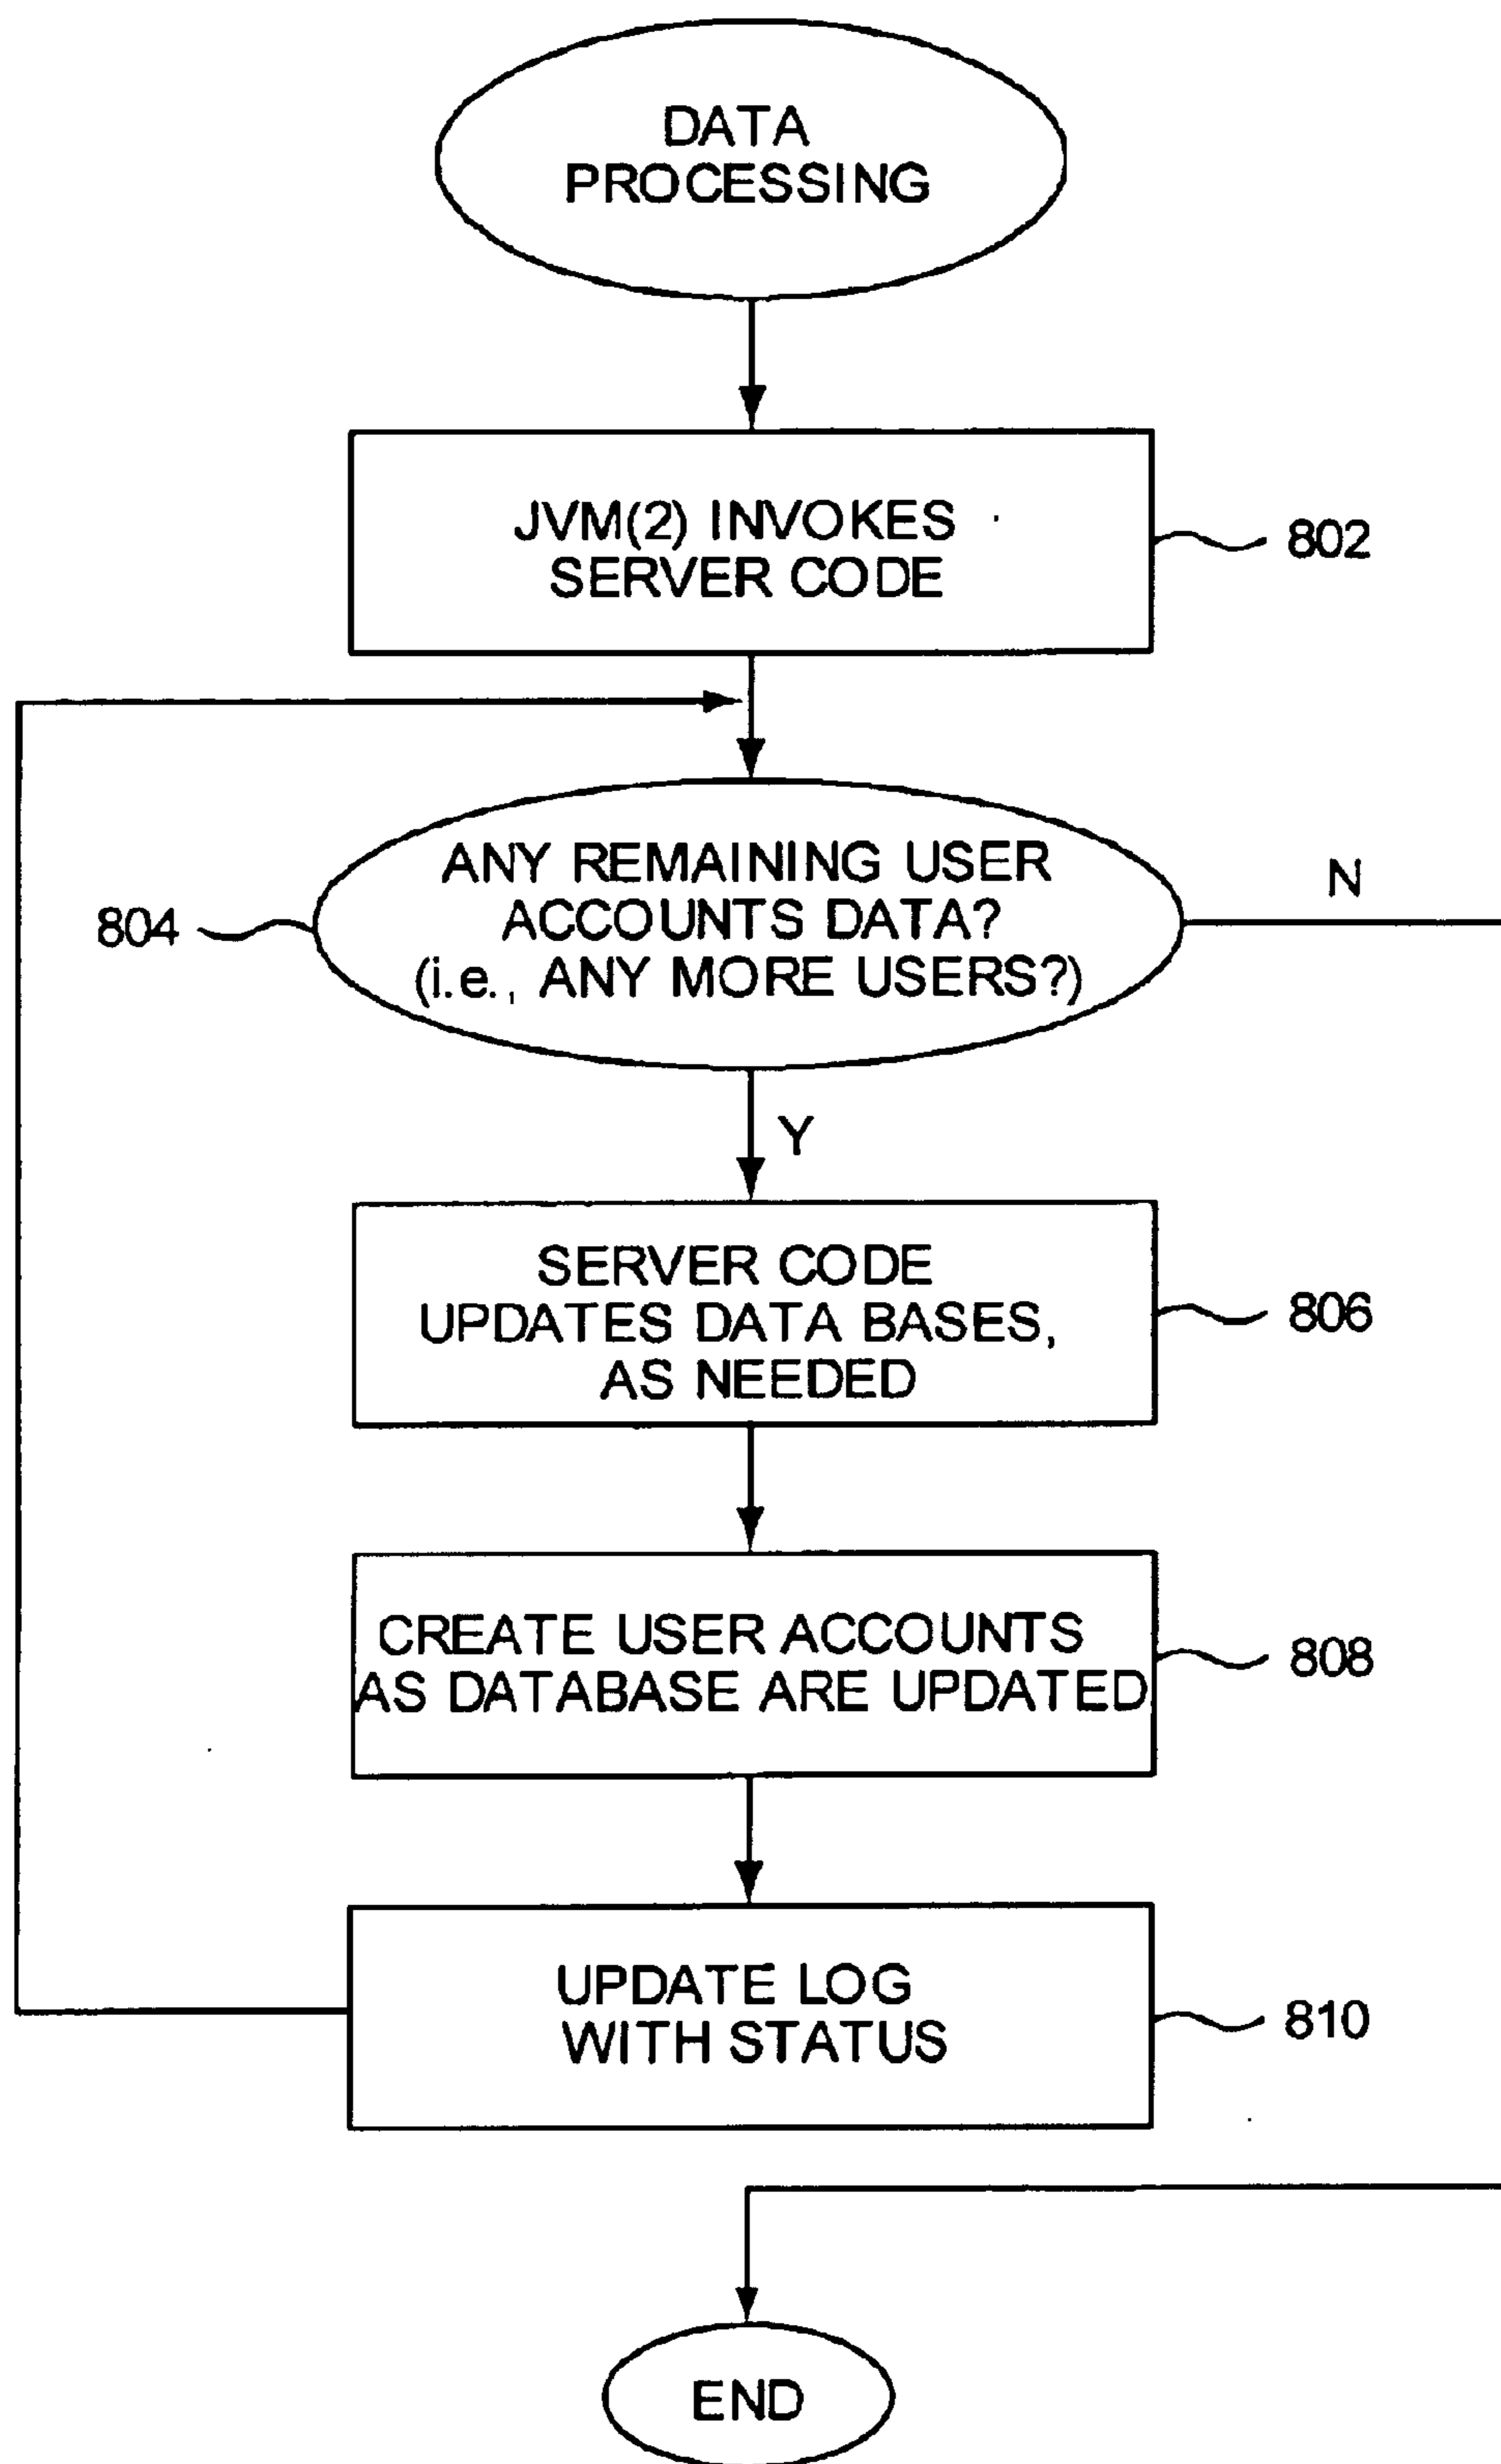 DATA
PROCESSING
JVM(2) INVOKES
SERVER CODE
802
ANY REMAINING USER
ACCOUNTS DATA?
(i.e., ANY MORE USERS?)
804
N
Y
SERVER CODE
UPDATES DATA BASES,
AS NEEDED
806
CREATE USER ACCOUNTS
AS DATABASE ARE UPDATED
808
UPDATE LOG
WITH STATUS
810
END